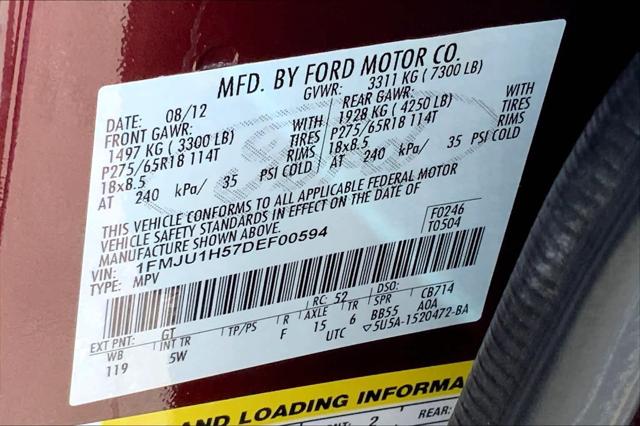 MFD. BY FORD MOTOR CO.
DATE: 08/12 GVWR: 3311 KG ( 7300 LB)
FRONT GAWR: REAR GAWR:
1497 KG ( 3300 LB) WITH 1928 KG ( 4250 LB) WITH
P275/65R18 114T TIRES P275/65R18 114T TIRES
18x8.5 RIMS 18x8.5 RIMS
AT 240 kPa/ 35 PSI COLD AT 240 kPa/ 35 PSI COLD
THIS VEHICLE CONFORMS TO ALL APPLICABLE FEDERAL MOTOR
VEHICLE SAFETY STANDARDS IN EFFECT ON THE DATE OF
MANUFACTURE SHOWN ABOVE.
VIN: 1FMJU1H57DEF00594 F0246
TYPE: MPV T0504
RC: 52 DSO: CB714
EXT PNT: GT F AXLE TR SPR
WB INT TR TP/PS R 15 6 BB55 A0A
119 5W F UTC ▽5U5A-1520472-BA
AND LOADING INFORMATION
2 REAR: